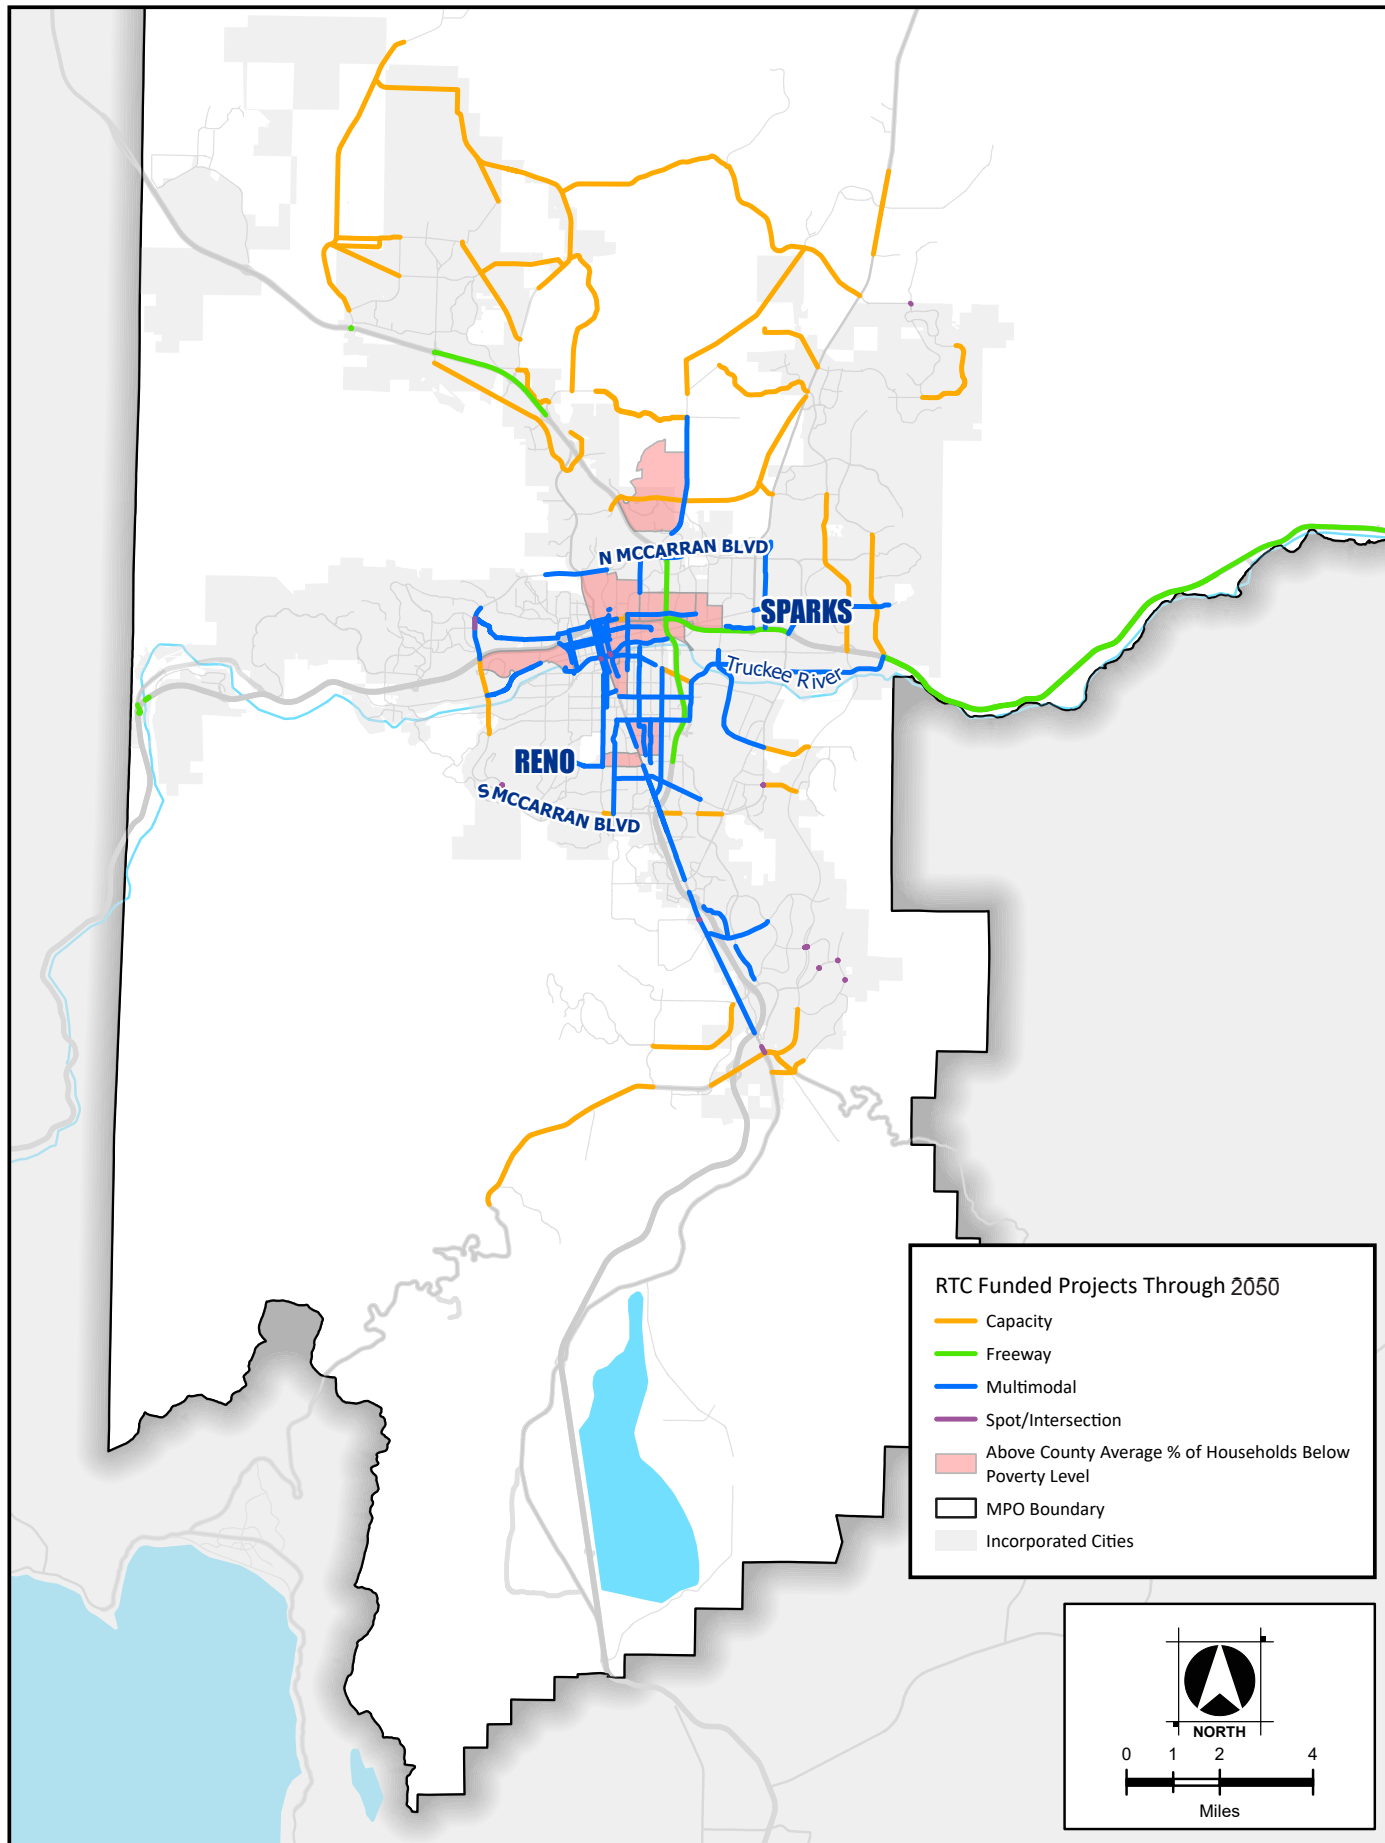 N MCCARRAN BLVD
SPARKS
Truckee River
RENO
S MCCARRAN BLVD
RTC Funded Projects Through 2050
Capacity
Freeway
Multimodal
Spot/Intersection
Above County Average % of Households Below
Poverty Level
MPO Boundary
Incorporated Cities
NORTH
0 1 2 4
Miles